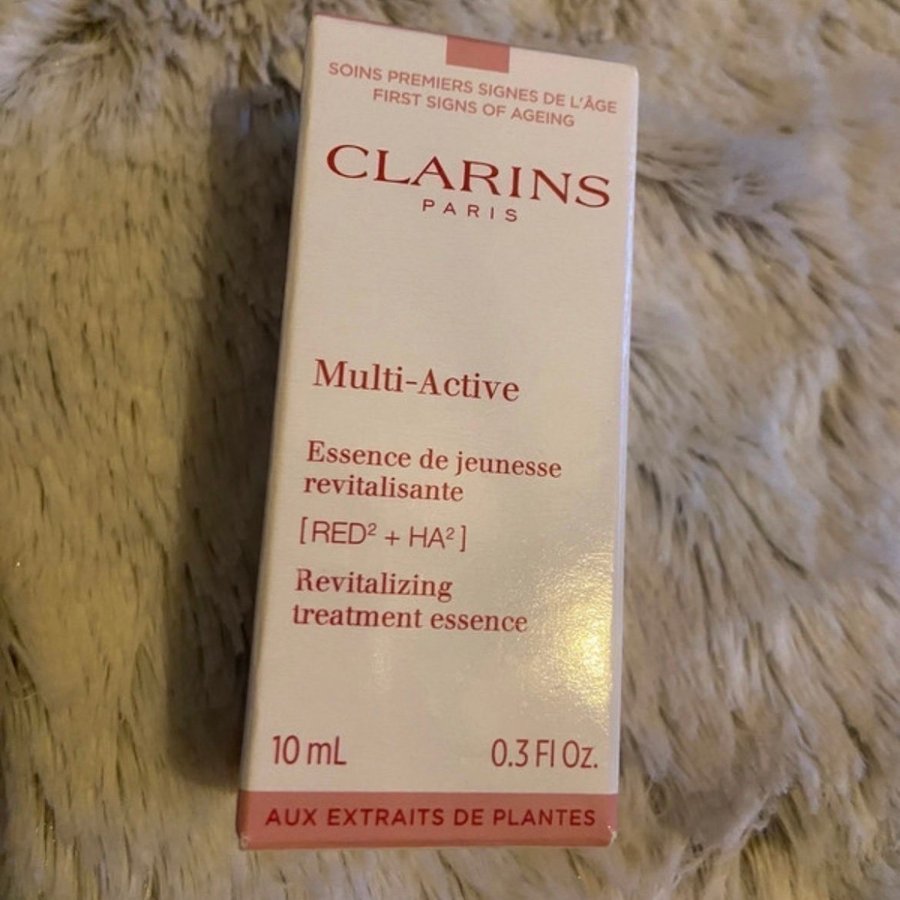 SOINS PREMIERS SIGNES DE L'ÂGE
FIRST SIGNS OF AGEING
CLARINS
PARIS
Multi-Active
Essence de jeunesse
revitalisante
[RED² + HA²]
Revitalizing
treatment essence
10 mL 0.3 Fl Oz.
AUX EXTRAITS DE PLANTES